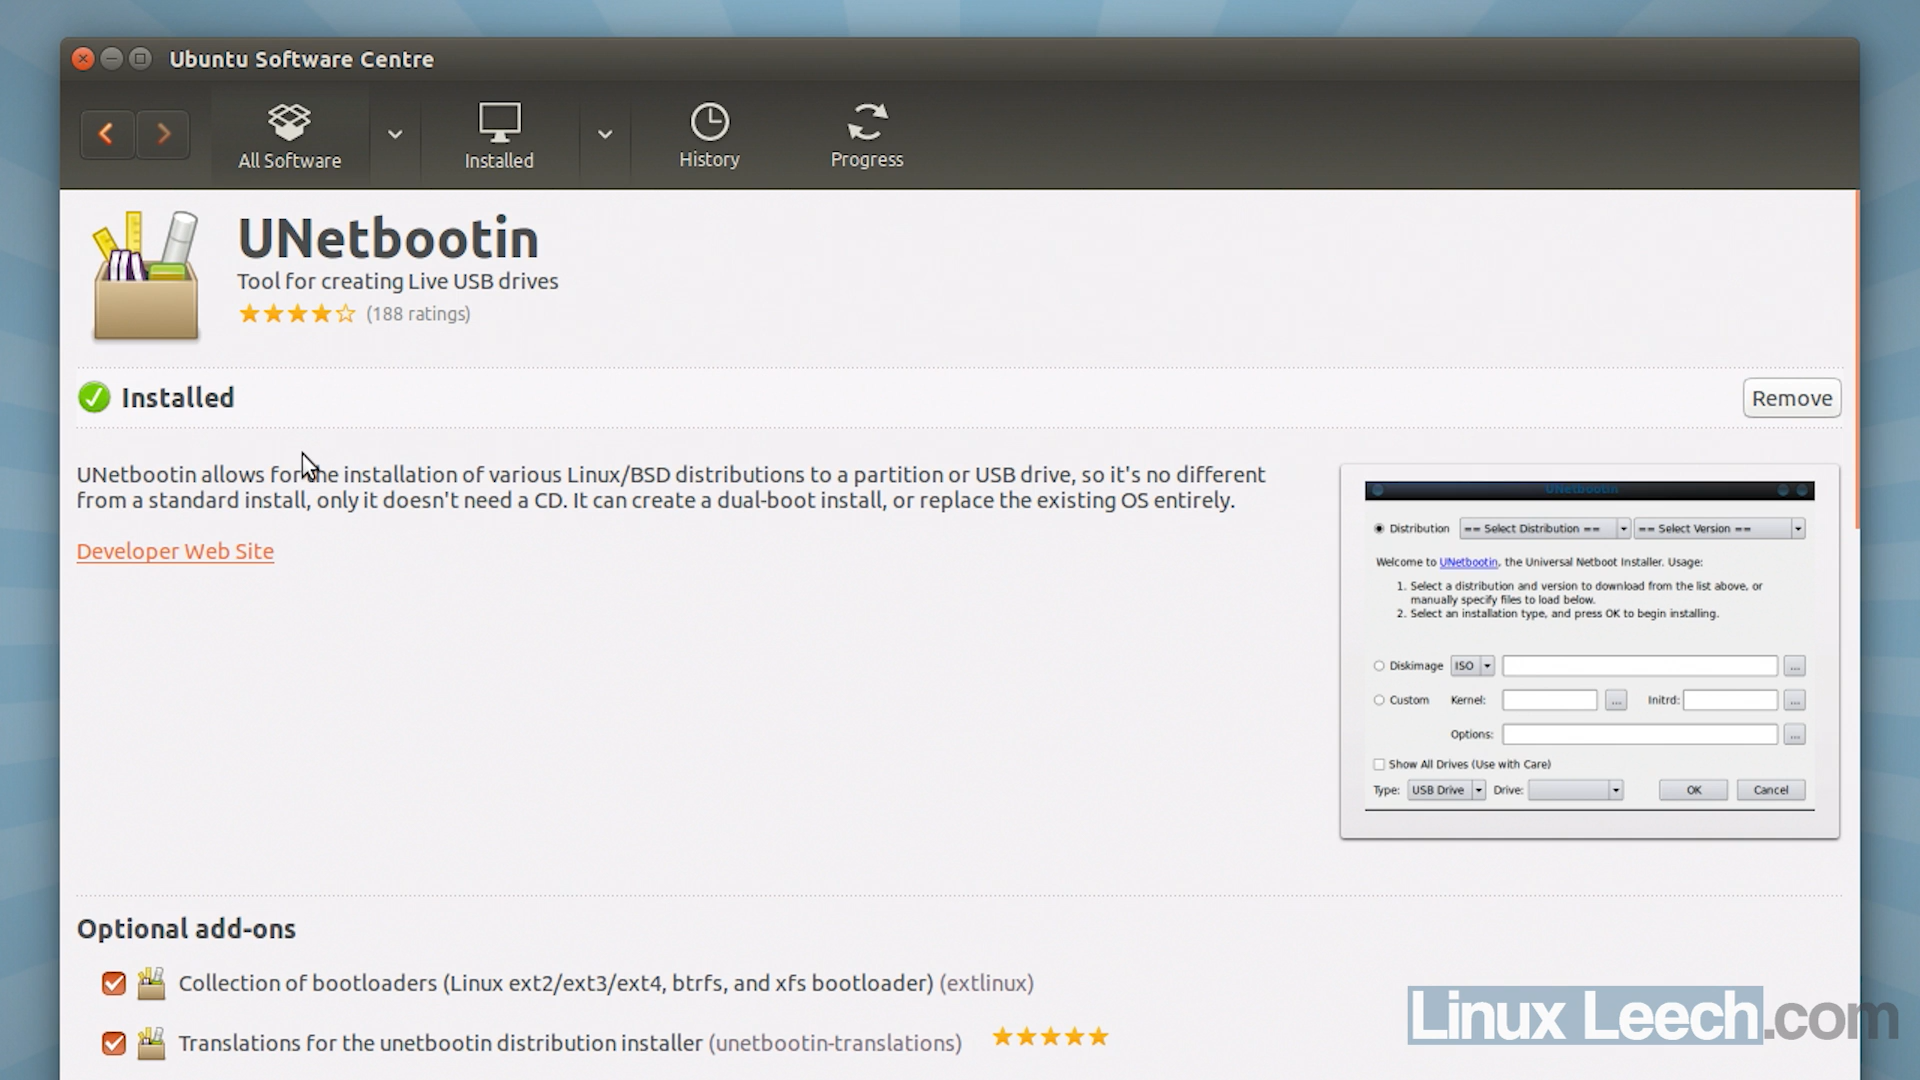 Ubuntu Software Centre
All Software
Installed
History
Progress
UNetbootin
Tool for creating Live USB drives
(188 ratings)
Installed
Remove
UNetbootin allows for the installation of various Linux/BSD distributions to a partition or USB drive, so it's no different
from a standard install, only it doesn't need a CD. It can create a dual-boot install, or replace the existing OS entirely.
Developer Web Site
UNetbootin
Distribution == Select Distribution == == Select Version ==
Welcome to UNetbootin, the Universal Netboot Installer. Usage:
1. Select a distribution and version to download from the list above, or
manually specify files to load below.
2. Select an installation type, and press OK to begin installing.
Diskimage ISO ...
Custom Kernel: ... Initrd: ...
Options: ...
Show All Drives (Use with Care)
Type: USB Drive Drive: OK Cancel
Optional add-ons
Collection of bootloaders (Linux ext2/ext3/ext4, btrfs, and xfs bootloader) (extlinux)
Translations for the unetbootin distribution installer (unetbootin-translations)
Linux Leech.com